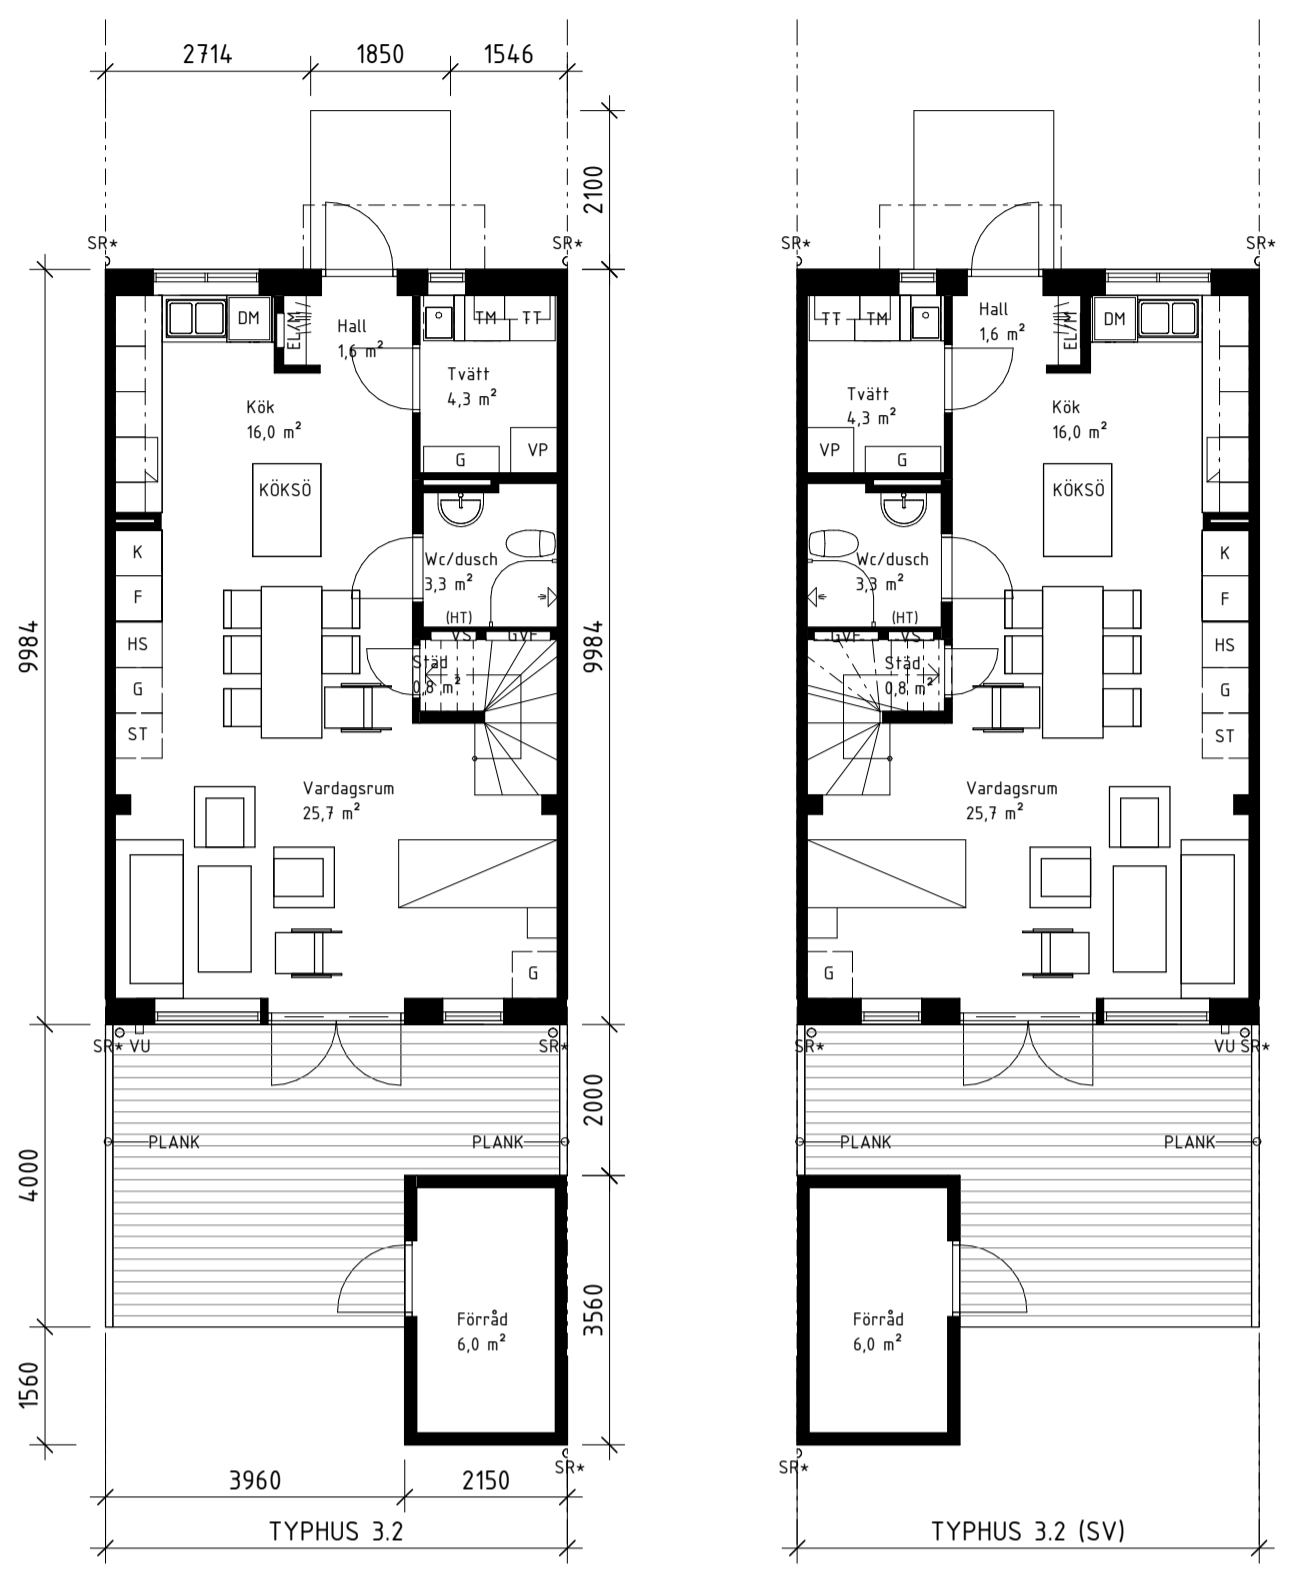 2714
1850
1546
2100
SR*
SR*
SR*
SR*
DM
EL/M
Hall
1,6 m²
TM
TT
Tvätt
4,3 m²
Kök
16,0 m²
G
VP
KÖKSÖ
K
F
HS
G
ST
Wc/dusch
3,3 m²
(HT)
VS
GVF
Städ
0,8 m²
9984
9984
Vardagsrum
25,7 m²
G
SR*
VU
SR*
PLANK
PLANK
2000
4000
1560
3560
Förråd
6,0 m²
SR*
3960
2150
TYPHUS 3.2
TT
TM
Hall
1,6 m²
EL/M
DM
Tvätt
4,3 m²
Kök
16,0 m²
VP
G
KÖKSÖ
K
F
HS
G
ST
Wc/dusch
3,3 m²
(HT)
GVF
VS
Städ
0,8 m²
Vardagsrum
25,7 m²
G
SR*
VU
SR*
PLANK
PLANK
Förråd
6,0 m²
SR*
TYPHUS 3.2 (SV)